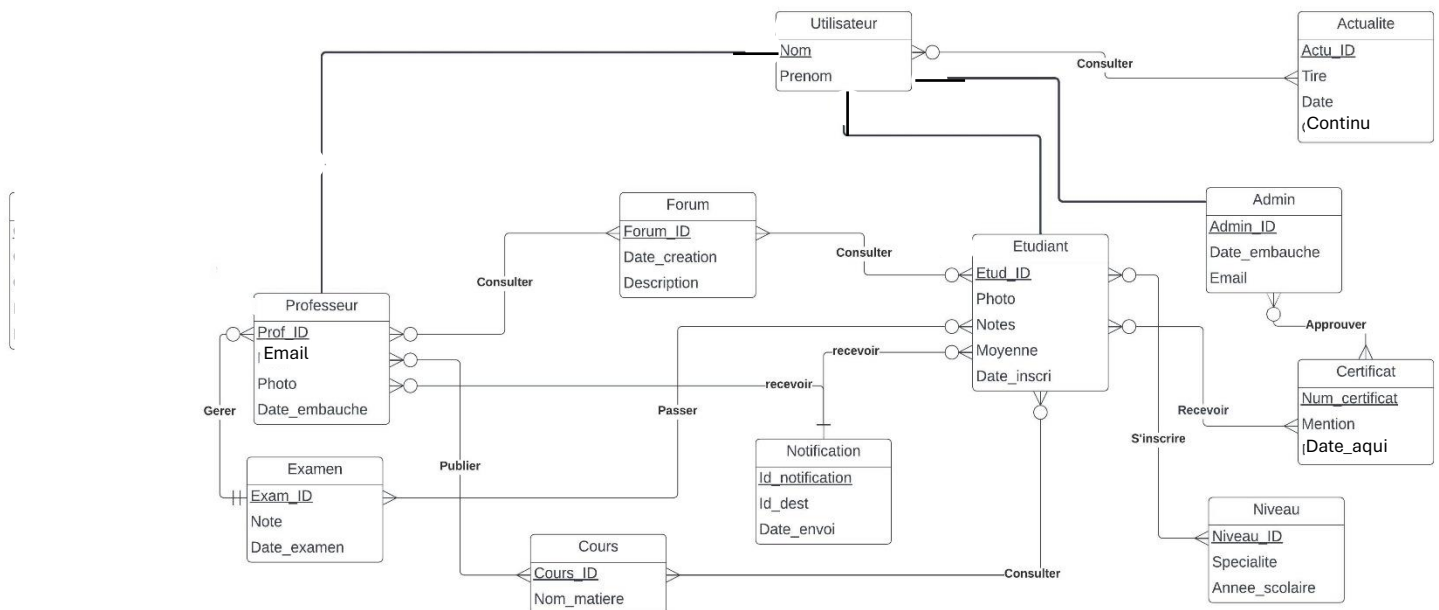 Utilisateur
Nom
Prenom
Actualite
Actu_ID
Tire
Date
Continu
Consulter
Forum
Forum_ID
Date_creation
Description
Consulter
Consulter
Admin
Admin_ID
Date_embauche
Email
Etudiant
Etud_ID
Photo
Notes
Moyenne
Date_inscri
Professeur
Prof_ID
Email
Photo
Date_embauche
Approuver
recevoir
recevoir
Gerer
Passer
Certificat
Num_certificat
Mention
Date_aqui
Recevoir
S'inscrire
Notification
Id_notification
Id_dest
Date_envoi
Publier
Examen
Exam_ID
Note
Date_examen
Niveau
Niveau_ID
Specialite
Annee_scolaire
Cours
Cours_ID
Nom_matiere
Consulter